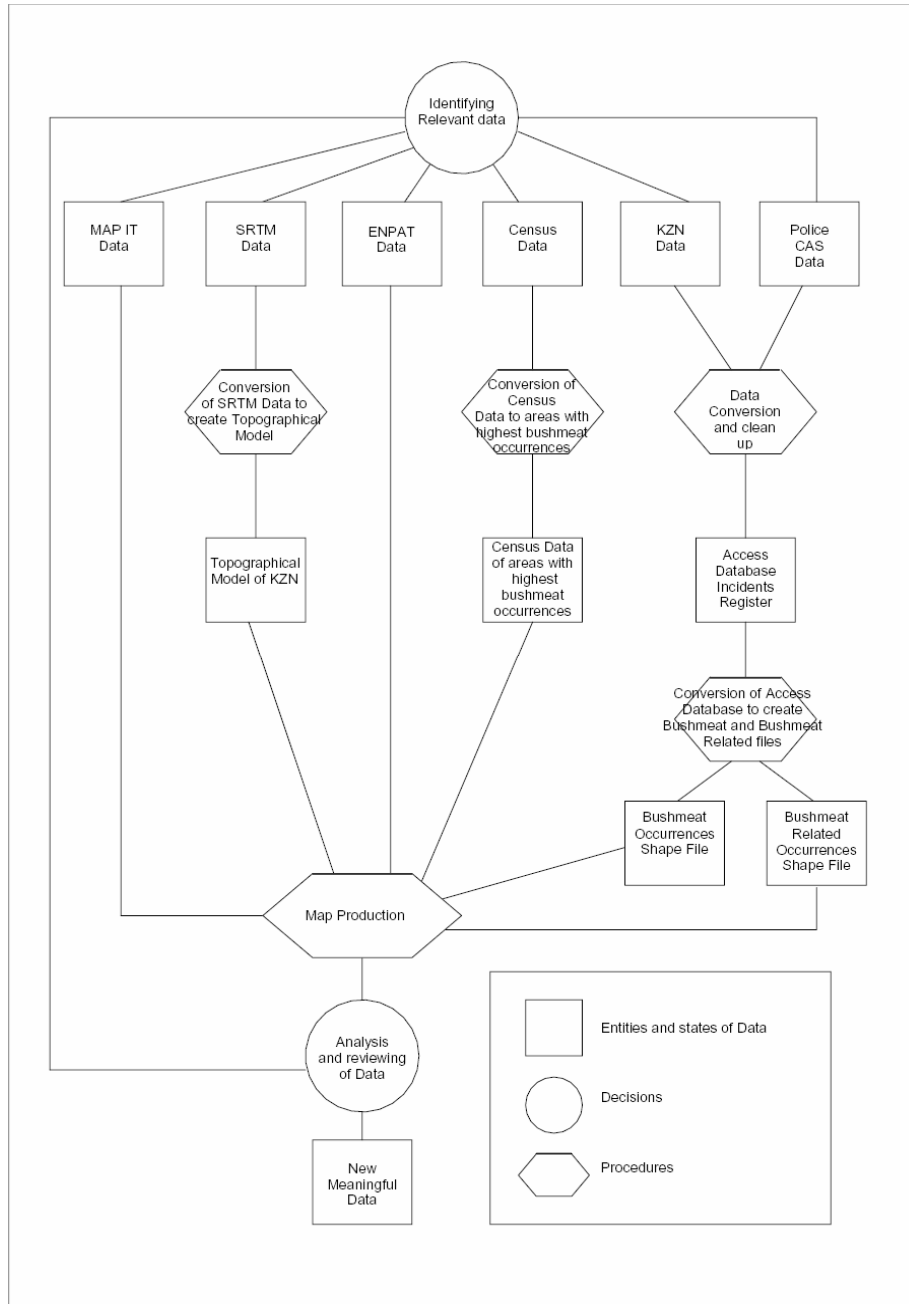 Identifying
Relevant data
MAP IT
Data
SRTM
Data
ENPAT
Data
Census
Data
KZN
Data
Police
CAS
Data
Conversion
of SRTM Data to
create Topographical
Model
Conversion of
Census
Data to areas with
highest bushmeat
occurrences
Data
Conversion
and clean
up
Topographical
Model of KZN
Census Data
of areas with
highest
bushmeat
occurrences
Access
Database
Incidents
Register
Conversion of Access
Database to create
Bushmeat and Bushmeat
Related files
Bushmeat
Occurrences
Shape File
Bushmeat
Related
Occurrences
Shape File
Map Production
Analysis
and reviewing
of Data
New
Meaningful
Data
Entities and states of Data
Decisions
Procedures